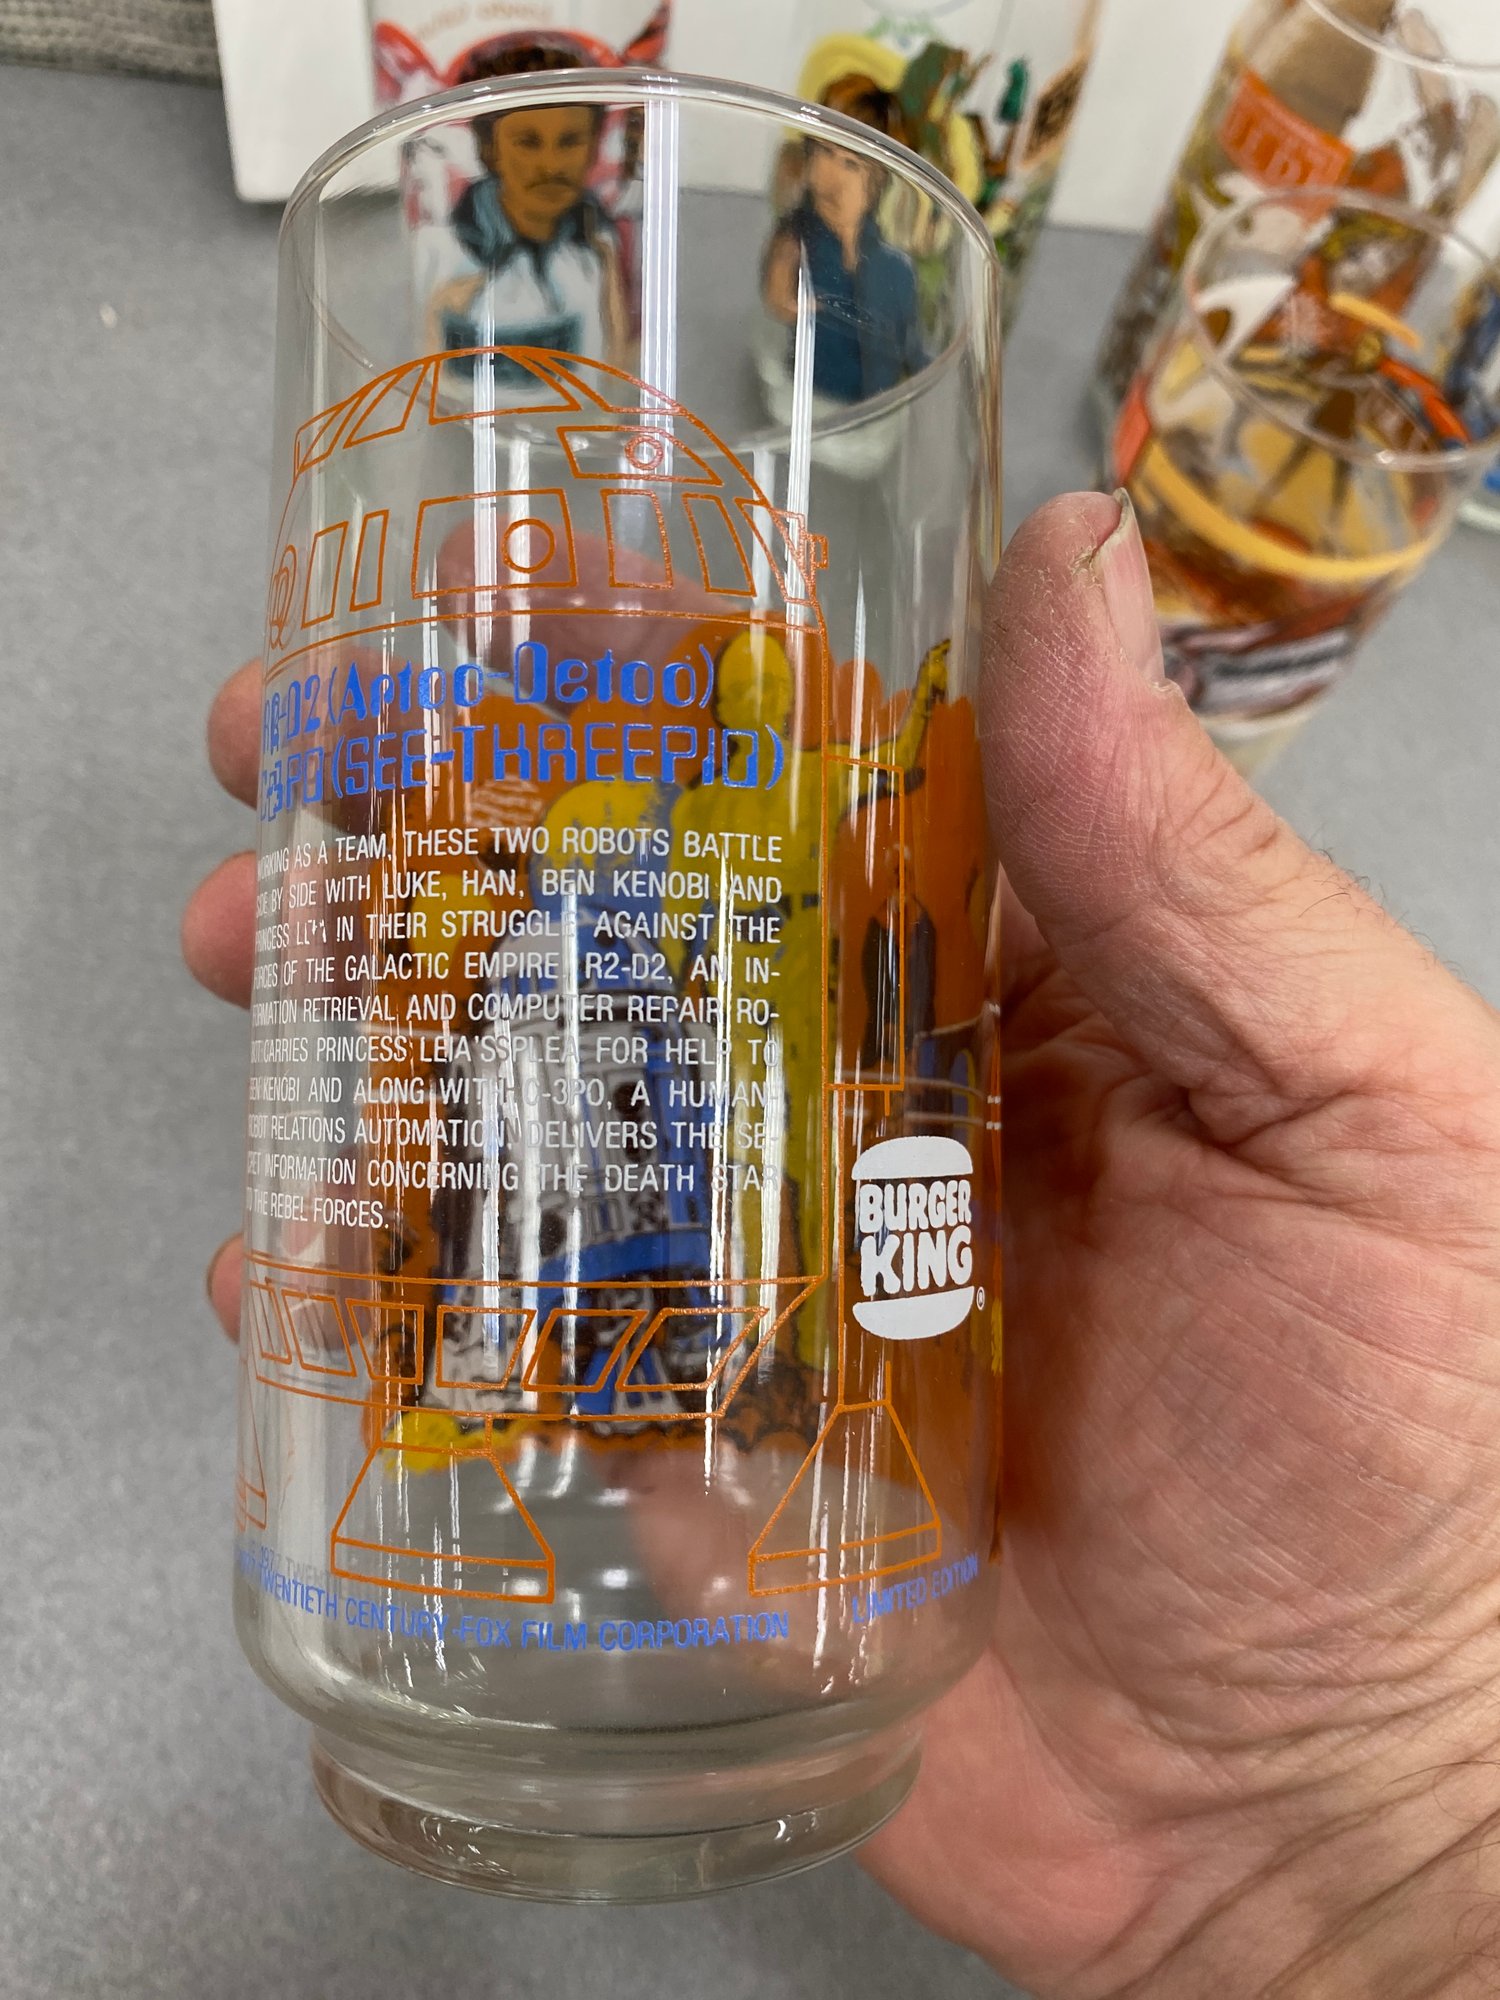 R2-D2 (Artoo-Detoo)
C-3PO (SEE-THREEPIO)
WORKING AS A TEAM, THESE TWO ROBOTS BATTLE
SIDE BY SIDE WITH LUKE, HAN, BEN KENOBI AND
PRINCESS LEIA IN THEIR STRUGGLE AGAINST THE
FORCES OF THE GALACTIC EMPIRE. R2-D2, AN IN-
FORMATION RETRIEVAL AND COMPUTER REPAIR RO-
BOT CARRIES PRINCESS LEIA'S PLEA FOR HELP TO
BEN KENOBI AND ALONG WITH C-3PO, A HUMAN-
ROBOT RELATIONS AUTOMATION, DELIVERS THE SE-
CRET INFORMATION CONCERNING THE DEATH STAR
TO THE REBEL FORCES.
BURGER
KING
®
1977 TWENTIETH CENTURY-FOX FILM CORPORATION
LIMITED EDITION
JEDI